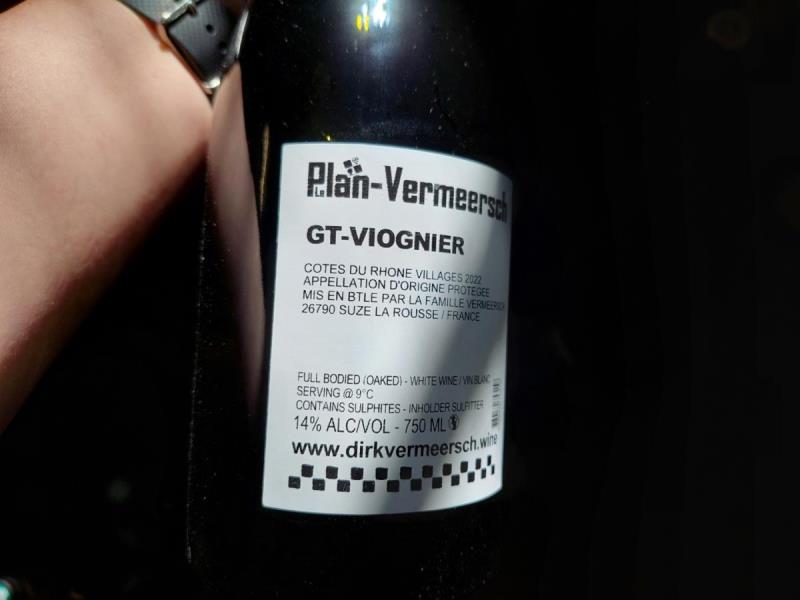 Le Plan-Vermeersch
GT-VIOGNIER
COTES DU RHONE VILLAGES 2022
APPELLATION D'ORIGINE PROTEGEE
MIS EN BTLE PAR LA FAMILLE VERMEERSCH
26790 SUZE LA ROUSSE / FRANCE
FULL BODIED (OAKED) - WHITE WINE / VIN BLANC
SERVING @ 9°C
CONTAINS SULPHITES - INHOLDER SULFITTER
14% ALC/VOL - 750 ML
www.dirkvermeersch.wine